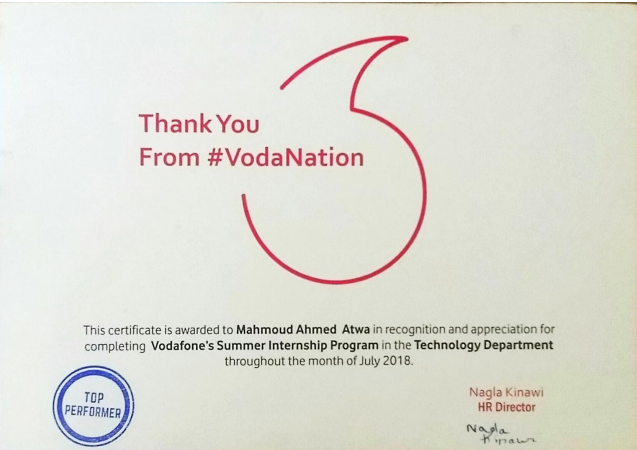 Thank You
From #VodaNation
This certificate is awarded to Mahmoud Ahmed Atwa in recognition and appreciation for
completing Vodafone's Summer Internship Program in the Technology Department
throughout the month of July 2018.
TOP
PERFORMER
Nagla Kinawi
HR Director
Nagla
Kinawi